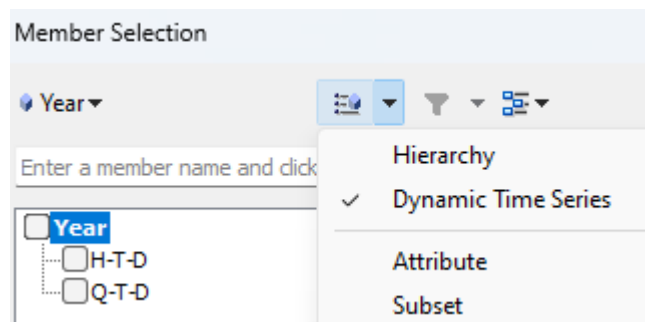 Member Selection
Year
Enter a member name and click
Hierarchy
Dynamic Time Series
Attribute
Subset
Year
H-T-D
Q-T-D